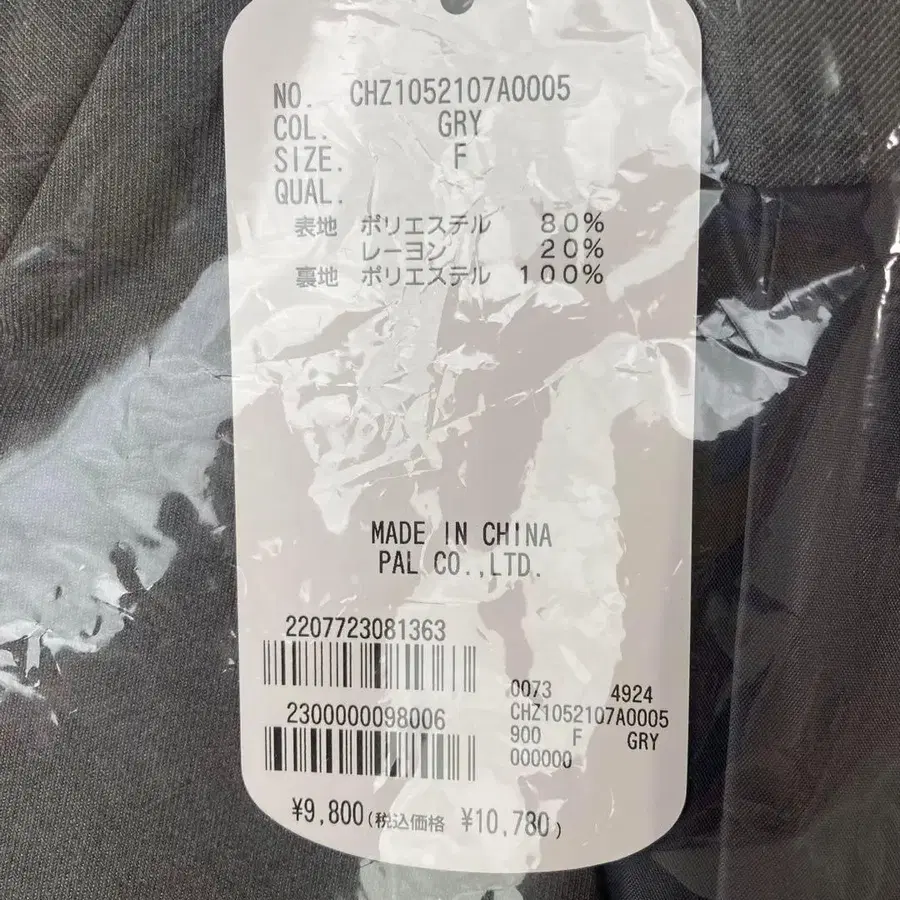 NO. CHZ1052107A0005
COL. GRY
SIZE. F
QUAL.
表地 ポリエステル 80%
レーヨン 20%
裏地 ポリエステル 100%
MADE IN CHINA
PAL CO.,LTD.
2207723081363
2300000098006
0073 4924
CHZ1052107A0005
900 F GRY
000000
¥9,800(税込価格 ¥10,780)